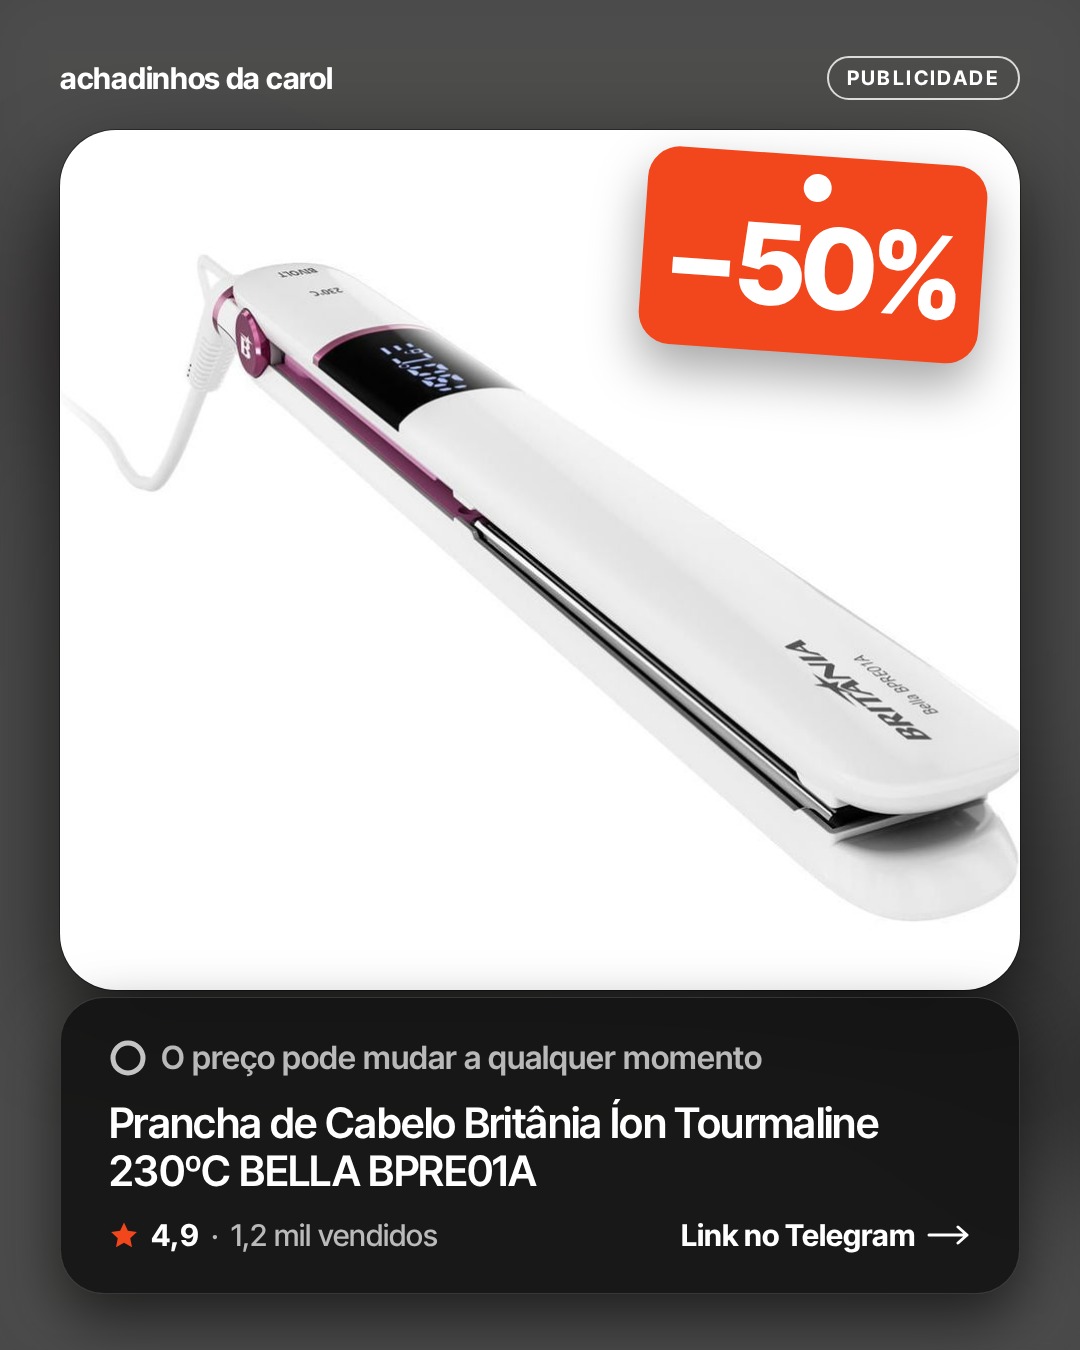 achadinhos da carol
PUBLICIDADE
-50%
BIVOLT
230°C
BRITÂNIA
Bella BPRE01A
O preço pode mudar a qualquer momento
Prancha de Cabelo Britânia Íon Tourmaline
230ºC BELLA BPRE01A
4,9 · 1,2 mil vendidos
Link no Telegram →